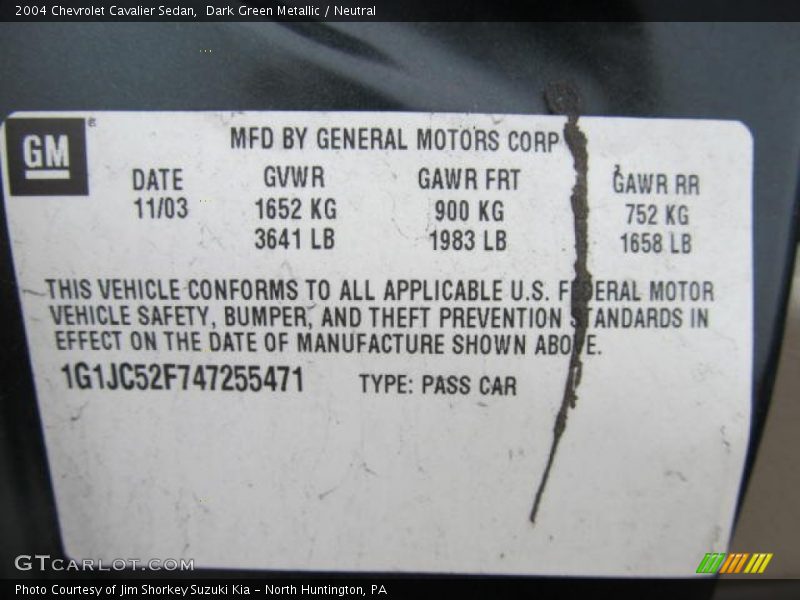 2004 Chevrolet Cavalier Sedan,  Dark Green Metallic / Neutral
GM®
MFD BY GENERAL MOTORS CORP
DATE GVWR GAWR FRT GAWR RR
11/03 1652 KG 900 KG 752 KG
3641 LB 1983 LB 1658 LB
THIS VEHICLE CONFORMS TO ALL APPLICABLE U.S. FEDERAL MOTOR
VEHICLE SAFETY, BUMPER, AND THEFT PREVENTION STANDARDS IN
EFFECT ON THE DATE OF MANUFACTURE SHOWN ABOVE.
1G1JC52F747255471 TYPE: PASS CAR
GTCARLOT.COM
Photo Courtesy of Jim Shorkey Suzuki Kia - North Huntington, PA